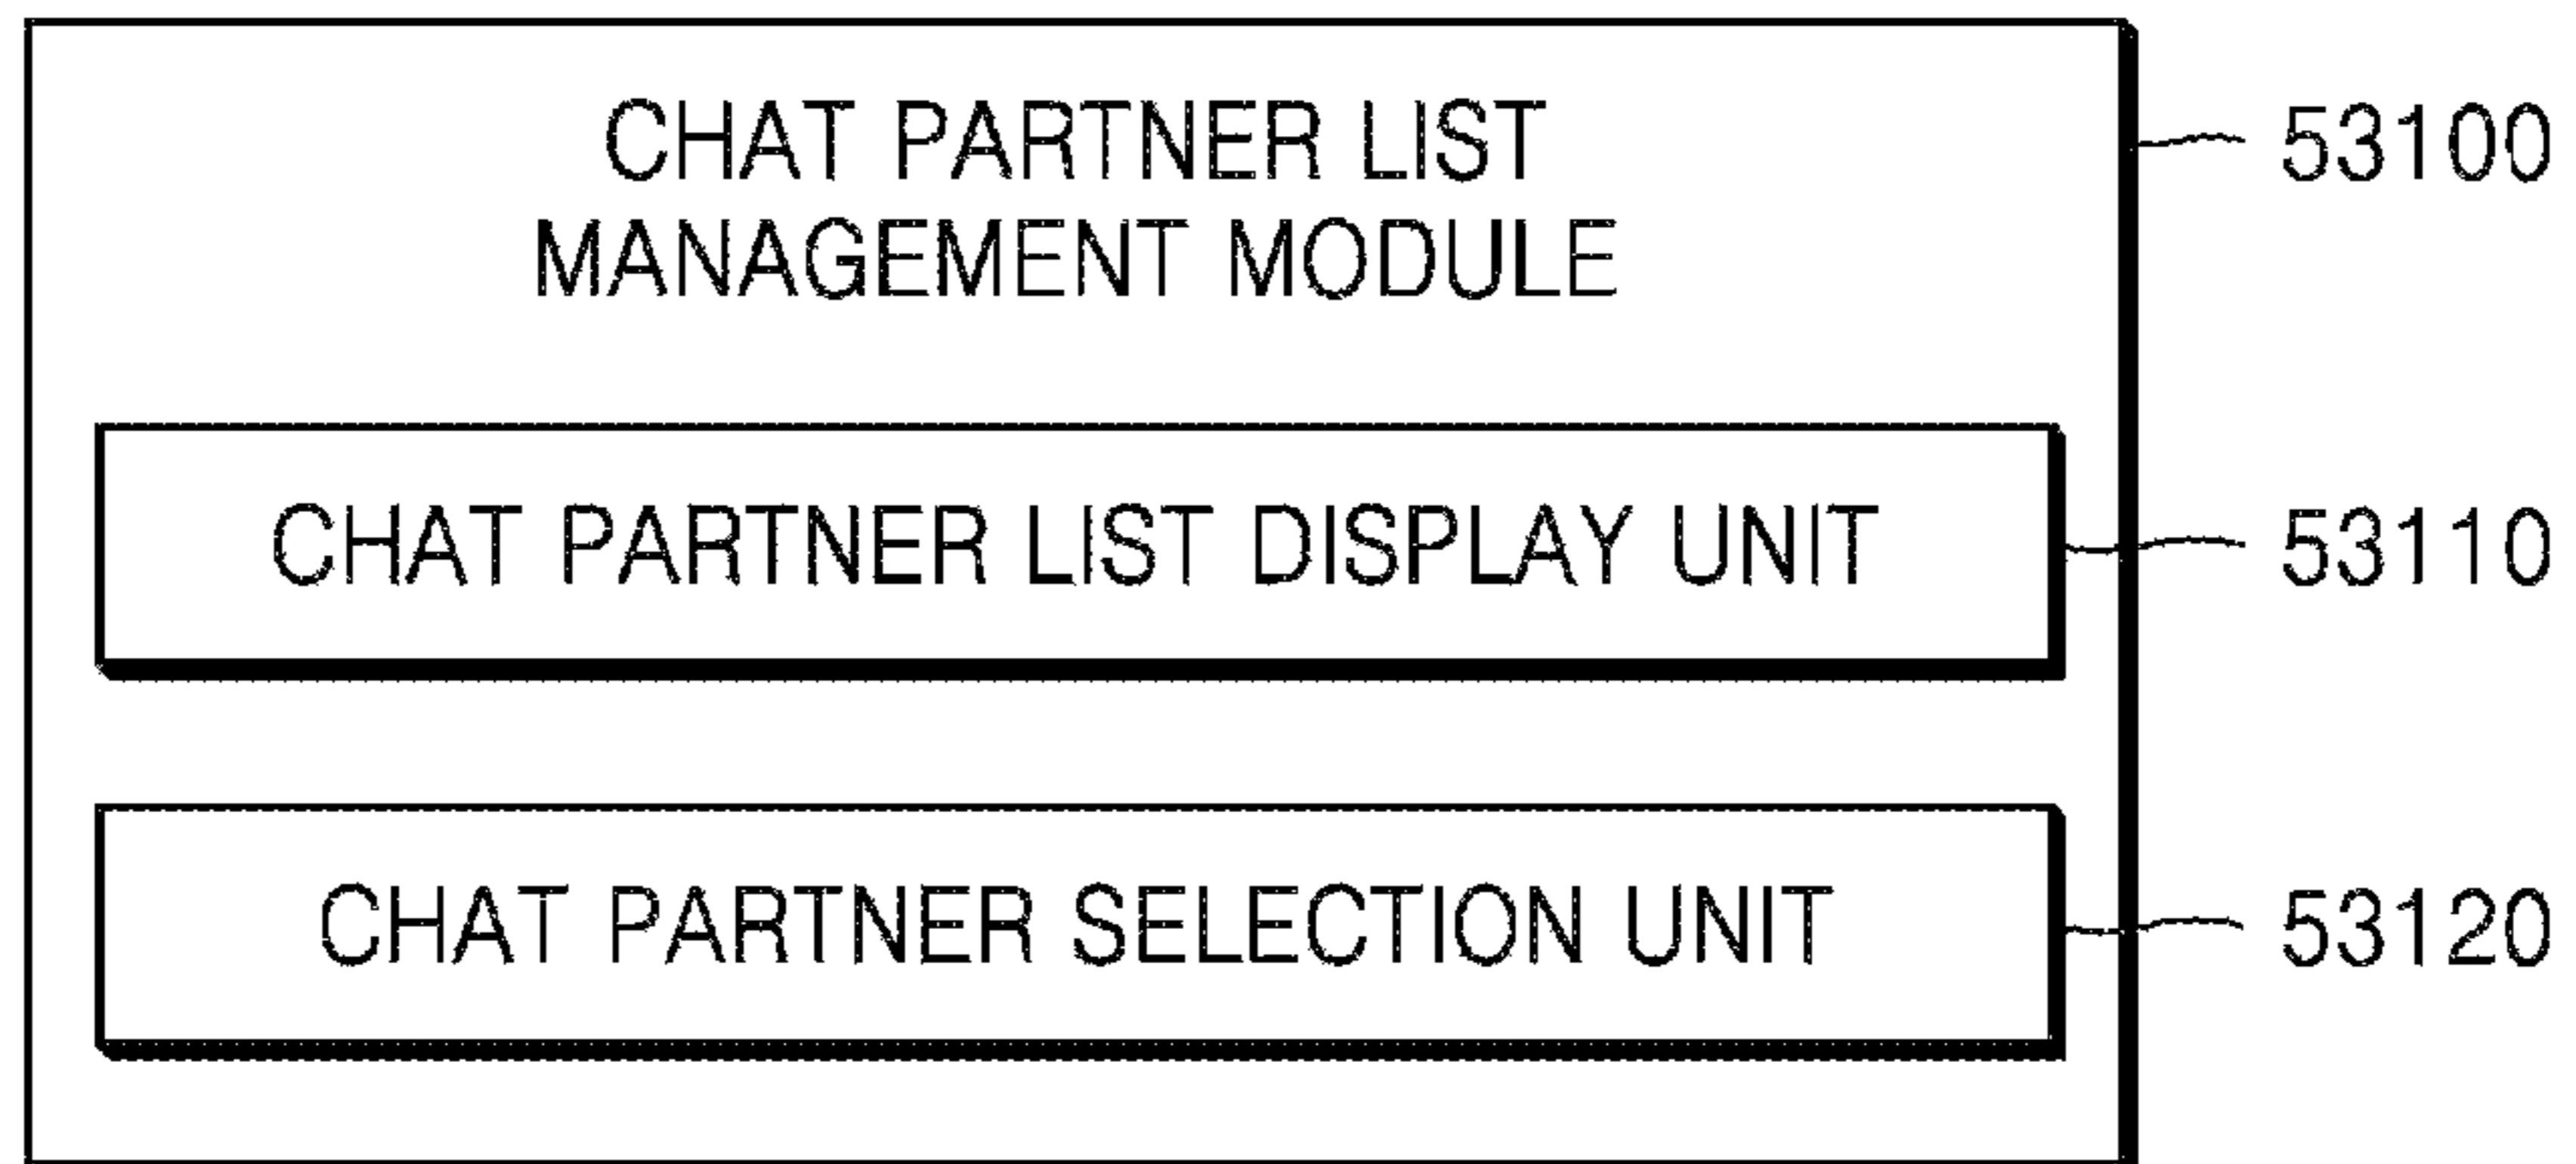 CHAT PARTNER LIST
MANAGEMENT MODULE
53100
CHAT PARTNER LIST DISPLAY UNIT
53110
CHAT PARTNER SELECTION UNIT
53120